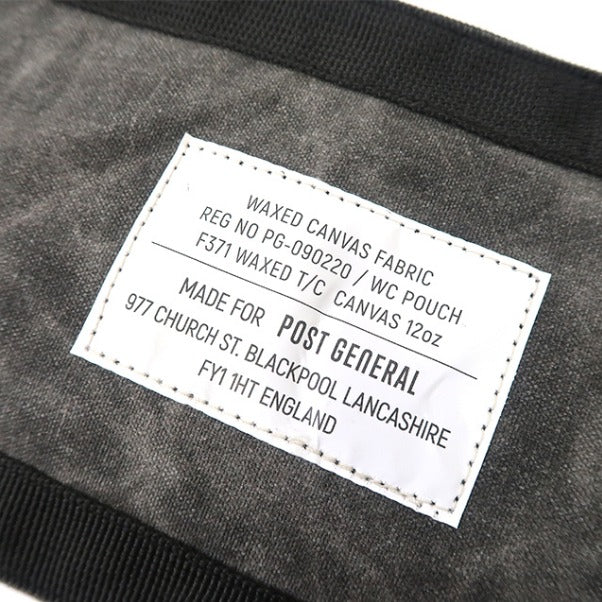 WAXED CANVAS FABRIC
REG NO PG-090220 / WC POUCH
F371 WAXED T/C CANVAS 12oz
MADE FOR POST GENERAL
977 CHURCH ST. BLACKPOOL LANCASHIRE
FY1 1HT ENGLAND